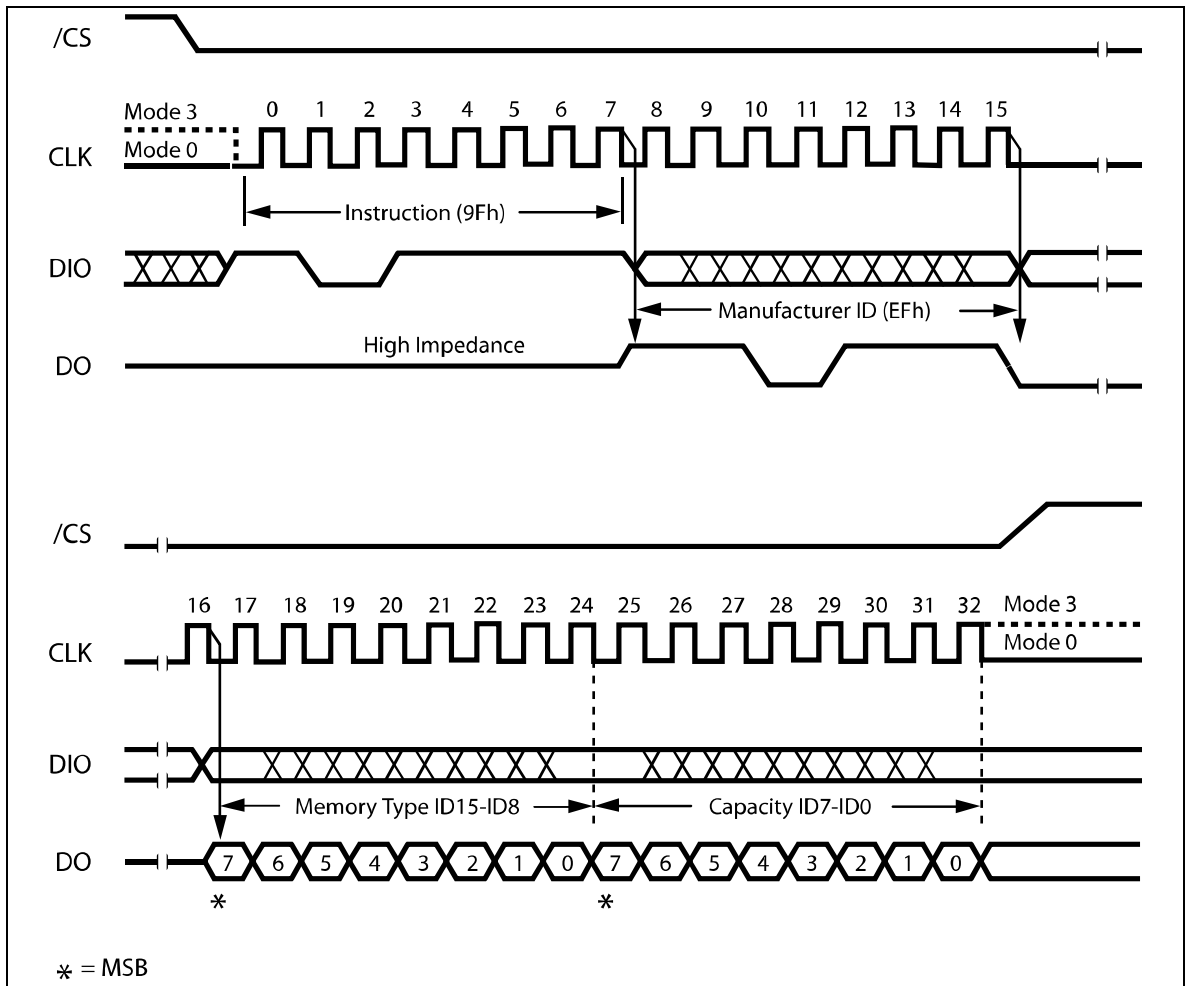 /CS
Mode 3
0 1 2 3 4 5 6 7 8 9 10 11 12 13 14 15
CLK
Mode 0
Instruction (9Fh)
DIO
Manufacturer ID (EFh)
High Impedance
DO
/CS
16 17 18 19 20 21 22 23 24 25 26 27 28 29 30 31 32
Mode 3
CLK
Mode 0
DIO
Memory Type ID15-ID8
Capacity ID7-ID0
DO
7 6 5 4 3 2 1 0 7 6 5 4 3 2 1 0
* *
* = MSB